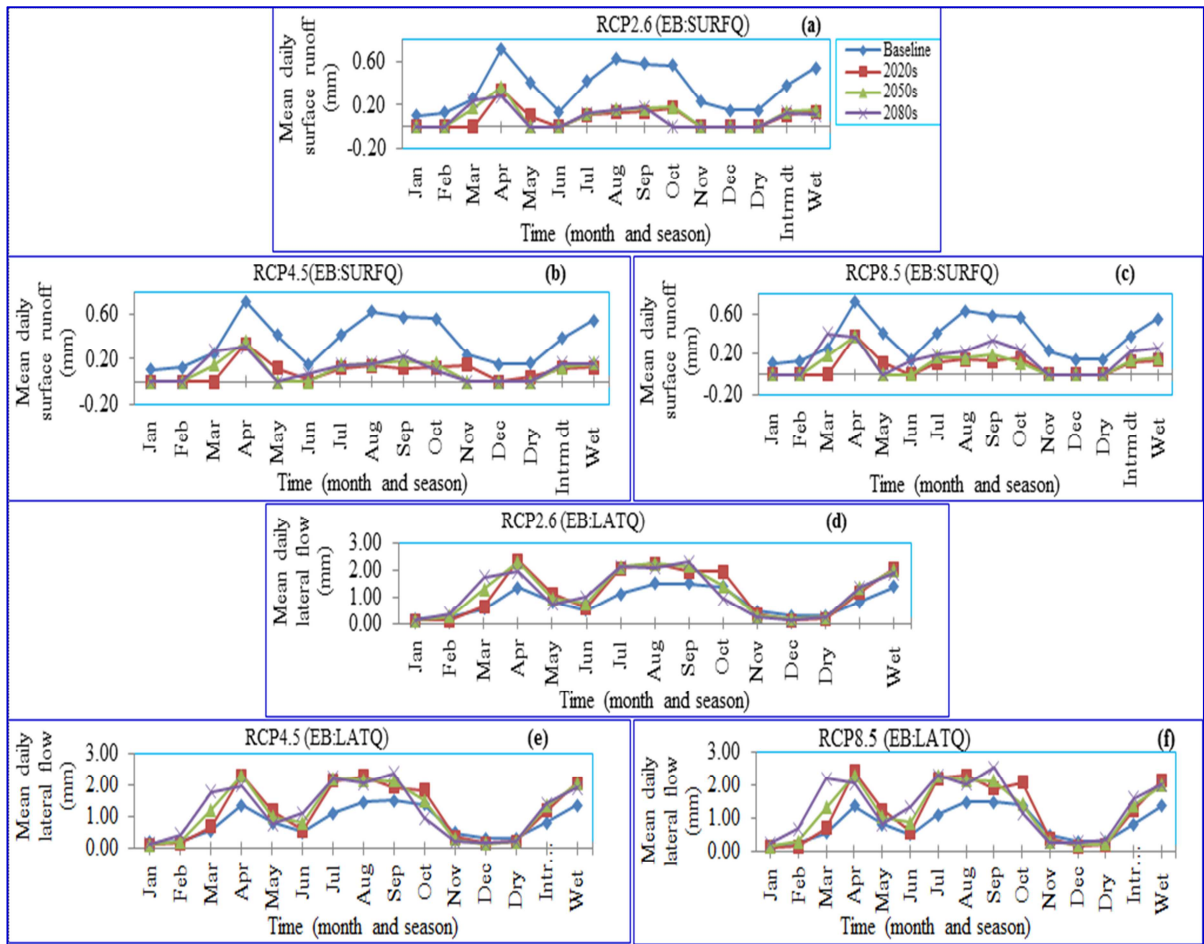 RCP2.6 (EB:SURFQ) (a)
Mean daily
surface runoff
(mm)
0.60
0.20
-0.20
Jan Feb Mar Apr May Jun Jul Aug Sep Oct Nov Dec Dry Intrmdt Wet
Time (month and season)
Baseline
2020s
2050s
2080s
RCP4.5(EB:SURFQ) (b)
Mean daily
surface runoff
(mm)
0.60
0.20
-0.20
Jan Feb Mar Apr May Jun Jul Aug Sep Oct Nov Dec Dry Intrmdt Wet
Time (month and season)
RCP8.5(EB:SURFQ) (c)
Mean daily
surface runoff
(mm)
0.60
0.20
-0.20
Jan Feb Mar Apr May Jun Jul Aug Sep Oct Nov Dec Dry Intrmdt Wet
Time (month and season)
RCP2.6 (EB:LATQ) (d)
Mean daily
lateral flow
(mm)
3.00
2.00
1.00
0.00
Jan Feb Mar Apr May Jun Jul Aug Sep Oct Nov Dec Dry Wet
Time (month and season)
RCP4.5 (EB:LATQ) (e)
Mean daily
lateral flow
(mm)
3.00
2.00
1.00
0.00
Jan Feb Mar Apr May Jun Jul Aug Sep Oct Nov Dec Dry Intr... Wet
Time (month and season)
RCP8.5 (EB:LATQ) (f)
Mean daily
lateral flow
(mm)
3.00
2.00
1.00
0.00
Jan Feb Mar Apr May Jun Jul Aug Sep Oct Nov Dec Dry Intr... Wet
Time (month and season)